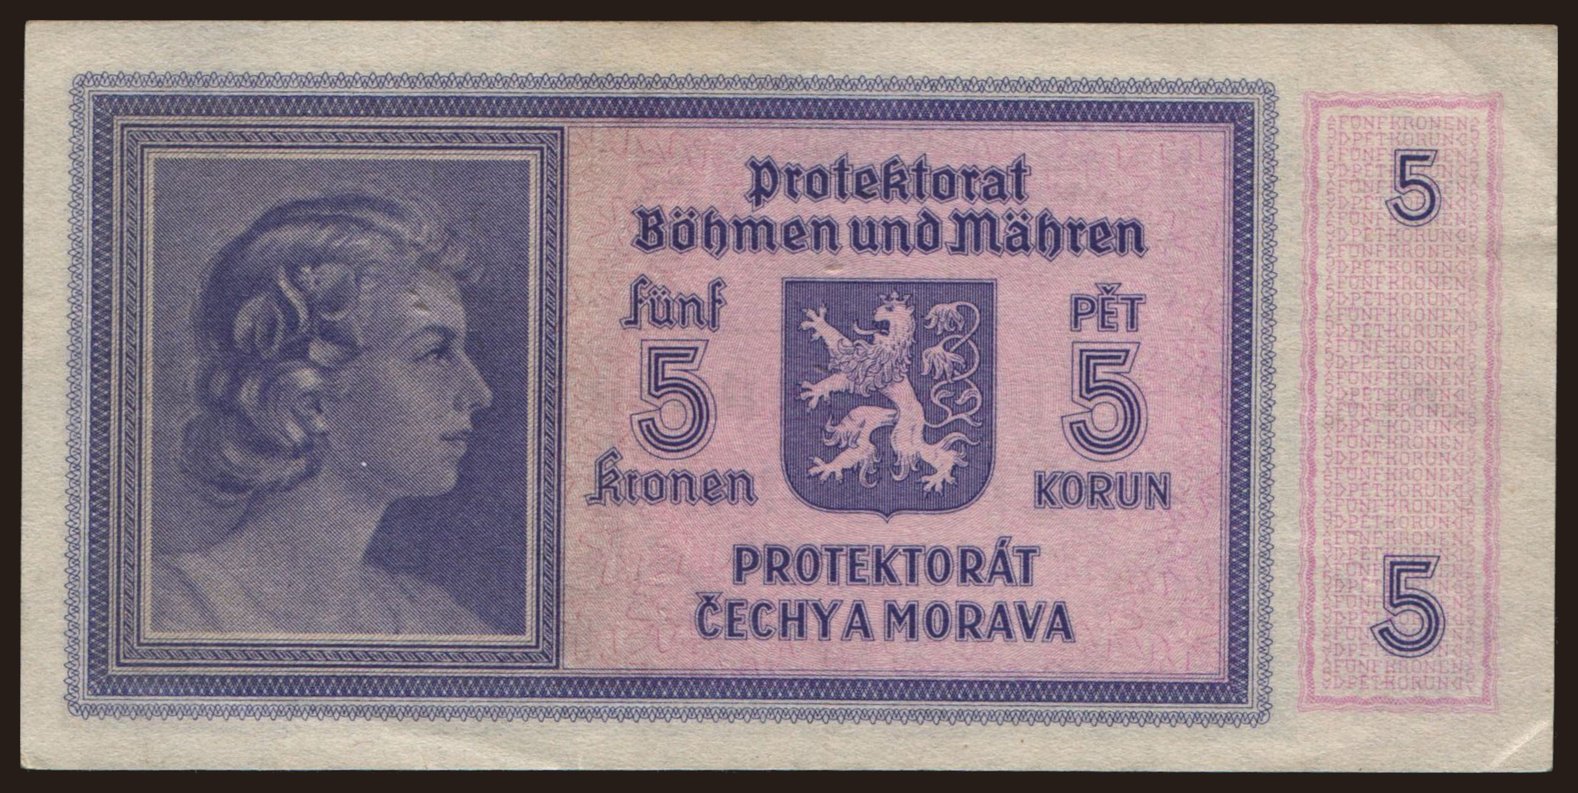 Protektorat
Böhmen und Mähren
fünf
5
Kronen
PĚT
5
KORUN
PROTEKTORÁT
ČECHY A MORAVA
5
5